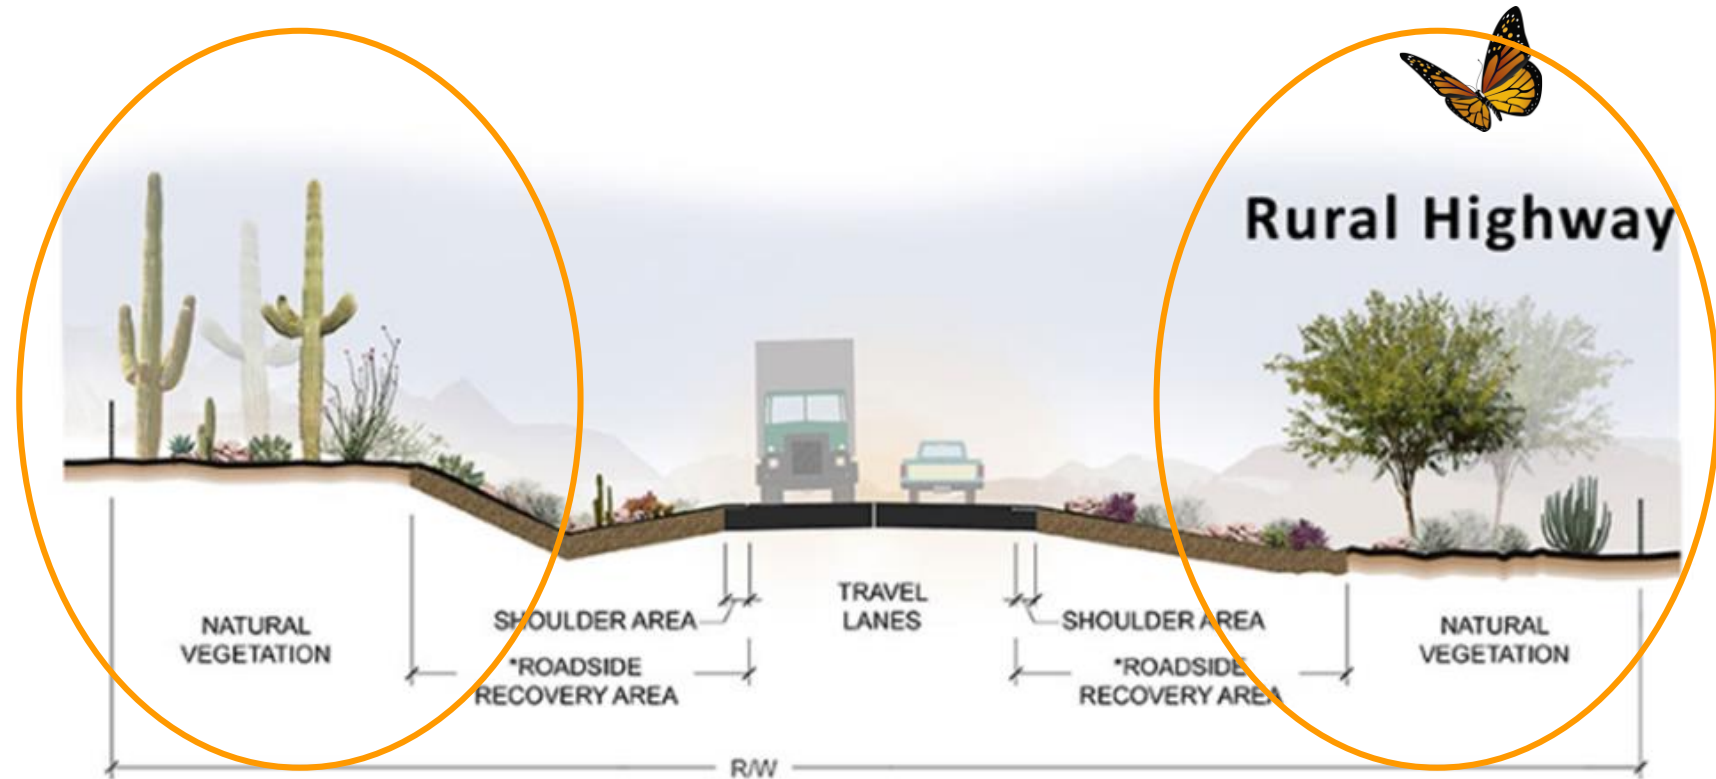 Rural Highway
NATURAL
VEGETATION
SHOULDER AREA
*ROADSIDE
RECOVERY AREA
TRAVEL
LANES
SHOULDER AREA
*ROADSIDE
RECOVERY AREA
NATURAL
VEGETATION
R/W